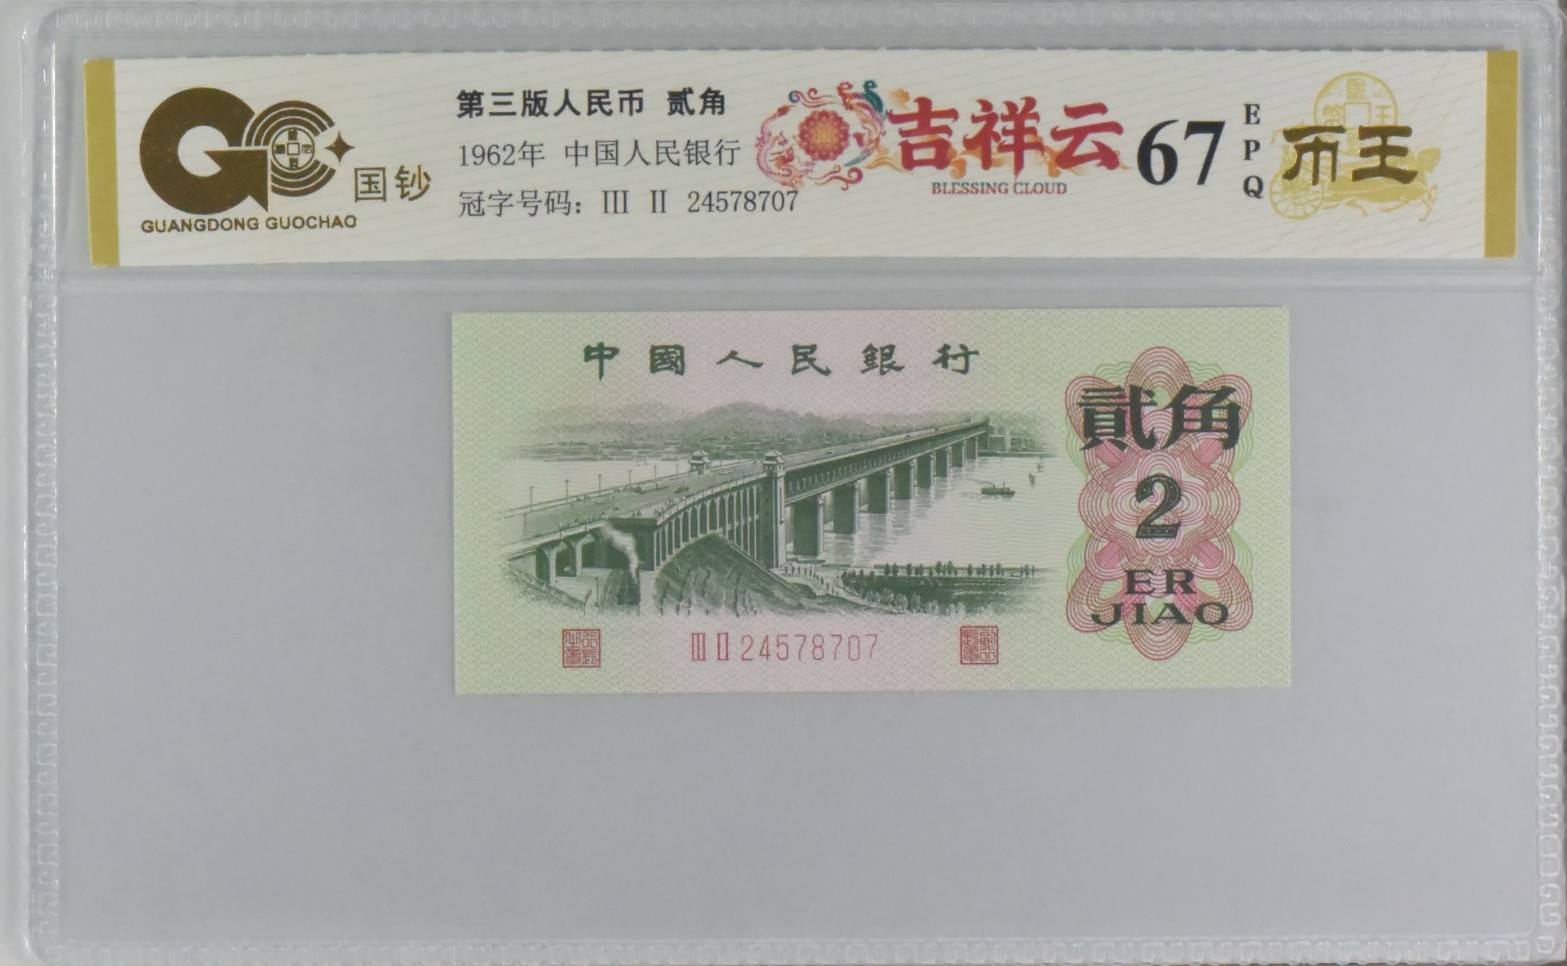 GUANGDONG GUOCHAO
国钞
第三版人民币 贰角
1962年 中国人民银行
冠字号码：III II 24578707
吉祥云
BLESSING CLOUD
67
EPQ
币王
中國人民銀行
貳角
2
ER
JIAO
III II 24578707